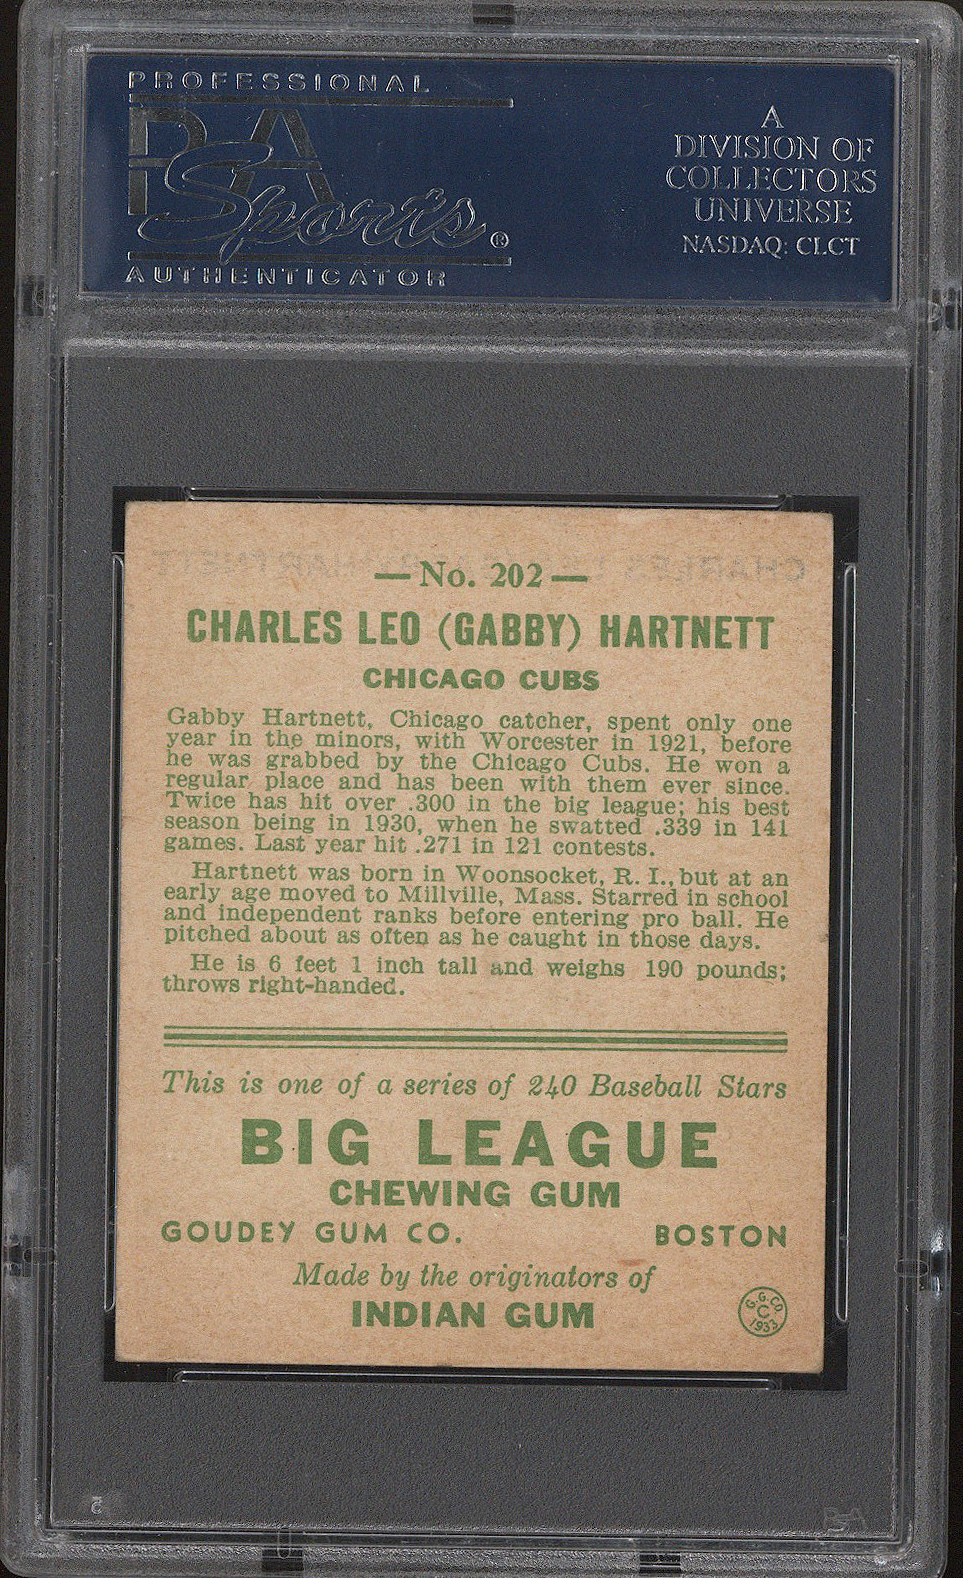 PROFESSIONAL
PSA
Sports®
AUTHENTICATOR
A
DIVISION OF
COLLECTORS
UNIVERSE
NASDAQ: CLCT
CHARLES LEO (GABBY) HARTNETT
—No. 202—
CHARLES LEO (GABBY) HARTNETT
CHICAGO CUBS
Gabby Hartnett, Chicago catcher, spent only one
year in the minors, with Worcester in 1921, before
he was grabbed by the Chicago Cubs. He won a
regular place and has been with them ever since.
Twice has hit over .300 in the big league; his best
season being in 1930, when he swatted .339 in 141
games. Last year hit .271 in 121 contests.
Hartnett was born in Woonsocket, R. I., but at an
early age moved to Millville, Mass. Starred in school
and independent ranks before entering pro ball. He
pitched about as often as he caught in those days.
He is 6 feet 1 inch tall and weighs 190 pounds;
throws right-handed.
This is one of a series of 240 Baseball Stars
BIG LEAGUE
CHEWING GUM
GOUDEY GUM CO. BOSTON
Made by the originators of
INDIAN GUM
G.G.CO.
C
1933
PSA